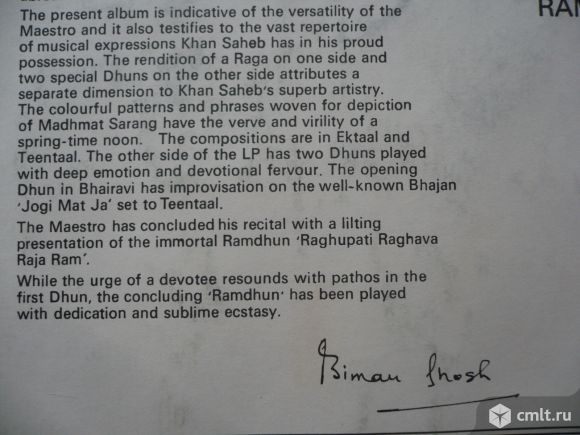 RAN
The present album is indicative of the versatility of the
Maestro and it also testifies to the vast repertoire
of musical expressions Khan Saheb has in his proud
possession. The rendition of a Raga on one side and
two special Dhuns on the other side attributes a
separate dimension to Khan Saheb's superb artistry.
The colourful patterns and phrases woven for depiction
of Madhmat Sarang have the verve and virility of a
spring-time noon. The compositions are in Ektaal and
Teentaal. The other side of the LP has two Dhuns played
with deep emotion and devotional fervour. The opening
Dhun in Bhairavi has improvisation on the well-known Bhajan
‘Jogi Mat Ja’ set to Teentaal.
The Maestro has concluded his recital with a lilting
presentation of the immortal Ramdhun ‘Raghupati Raghava
Raja Ram’.
While the urge of a devotee resounds with pathos in the
first Dhun, the concluding ‘Ramdhun’ has been played
with dedication and sublime ecstasy.
Biman Ghosh
cmlt.ru